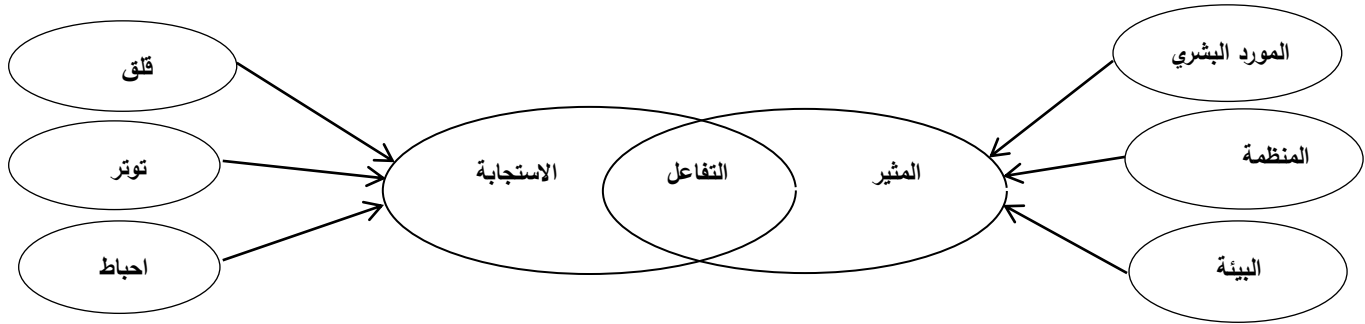 المورد البشري
المنظمة
البيئة
المثير
التفاعل
الاستجابة
قلق
توتر
احباط